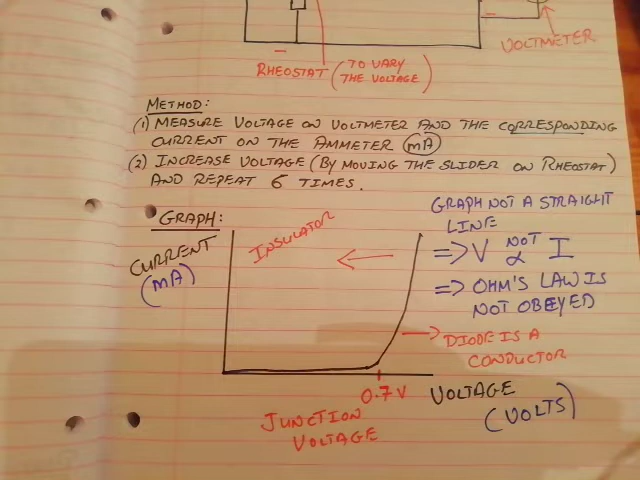 VOLTMETER
RHEOSTAT (TO VARY
THE VOLTAGE)
METHOD:
(1) MEASURE VOLTAGE ON VOLTMETER AND THE CORRESPONDING
CURRENT ON THE AMMETER (mA)
(2) INCREASE VOLTAGE (BY MOVING THE SLIDER ON RHEOSTAT)
AND REPEAT 6 TIMES.
GRAPH:
CURRENT
(mA)
INSULATOR
GRAPH NOT A STRAIGHT
LINE
=> V NOT ∝ I
=> OHM'S LAW IS
NOT OBEYED
DIODE IS A
CONDUCTOR
0.7V
VOLTAGE
(VOLTS)
JUNCTION
VOLTAGE